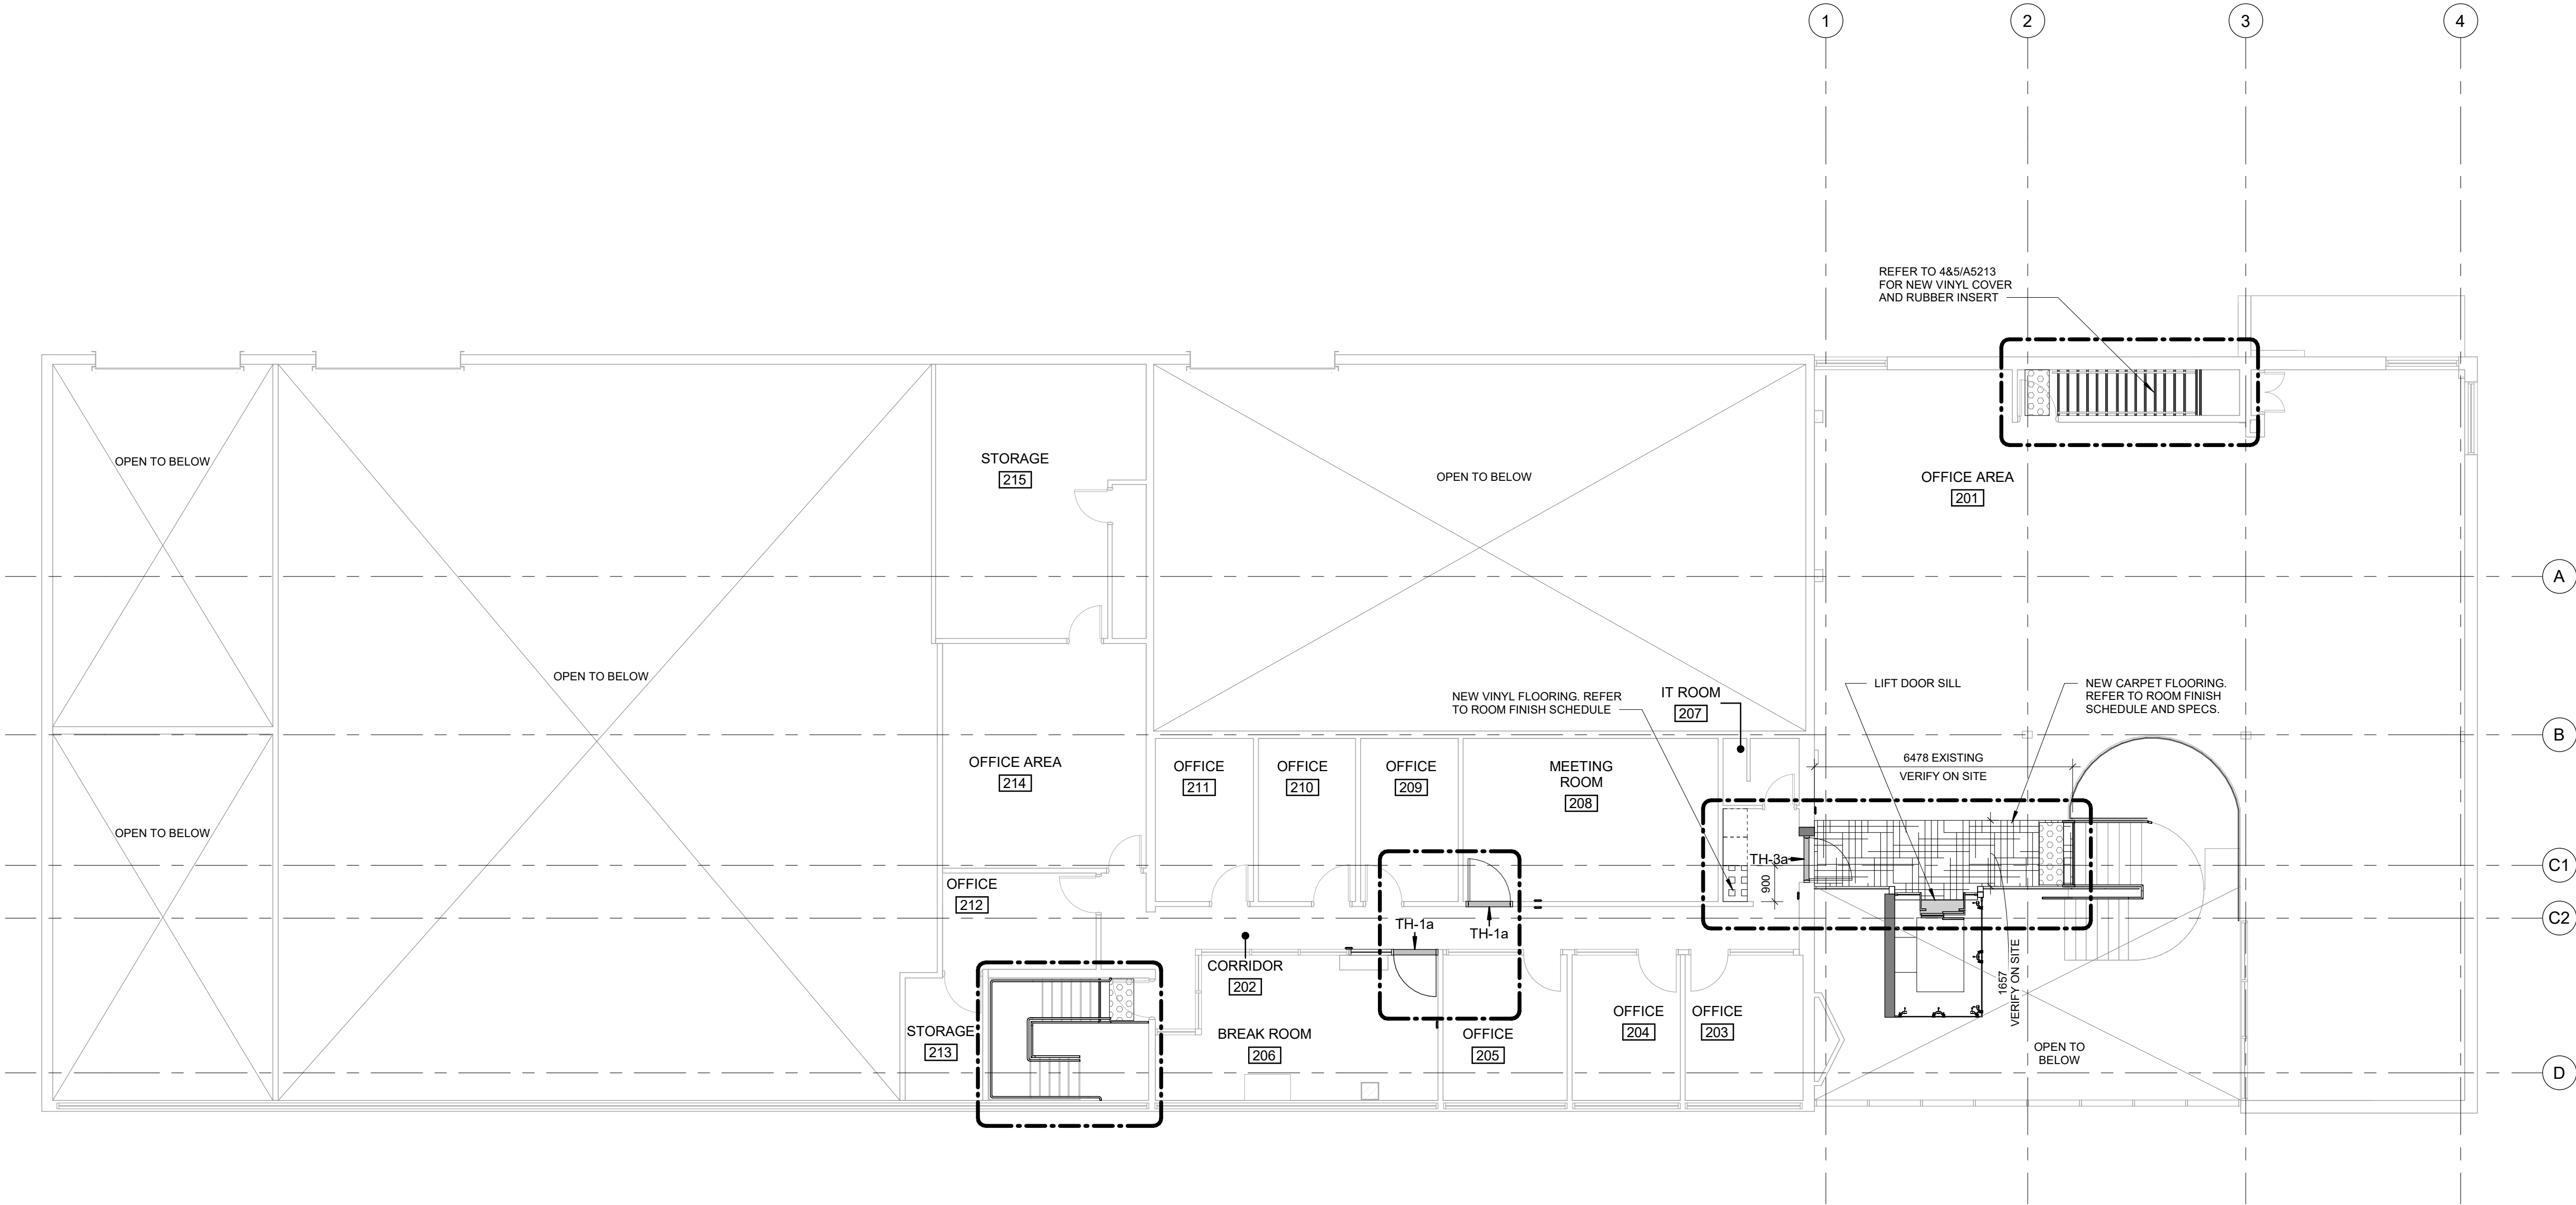 1
2
3
4
REFER TO 4&5/A5213
FOR NEW VINYL COVER
AND RUBBER INSERT
OPEN TO BELOW
STORAGE
215
OPEN TO BELOW
OFFICE AREA
201
A
OPEN TO BELOW
NEW VINYL FLOORING. REFER
TO ROOM FINISH SCHEDULE
IT ROOM
207
LIFT DOOR SILL
NEW CARPET FLOORING.
REFER TO ROOM FINISH
SCHEDULE AND SPECS.
B
OFFICE AREA
214
OFFICE
211
OFFICE
210
OFFICE
209
MEETING
ROOM
208
6478 EXISTING
VERIFY ON SITE
OPEN TO BELOW
TH-3a
900
C1
OFFICE
212
C2
TH-1a
TH-1a
CORRIDOR
202
1657
VERIFY ON SITE
STORAGE
213
BREAK ROOM
206
OFFICE
205
OFFICE
204
OFFICE
203
OPEN TO
BELOW
D